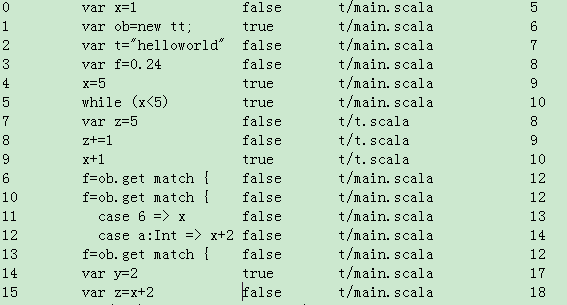 0 var x=1 false t/main.scala 5
1 var ob=new tt; true t/main.scala 6
2 var t="helloworld" false t/main.scala 7
3 var f=0.24 false t/main.scala 8
4 x=5 true t/main.scala 9
5 while (x<5) true t/main.scala 10
7 var z=5 false t/t.scala 8
8 z+=1 false t/t.scala 9
9 x+1 true t/t.scala 10
6 f=ob.get match { false t/main.scala 12
10 f=ob.get match { false t/main.scala 12
11 case 6 => x false t/main.scala 13
12 case a:Int => x+2 false t/main.scala 14
13 f=ob.get match { false t/main.scala 12
14 var y=2 true t/main.scala 17
15 var z=x+2 false t/main.scala 18